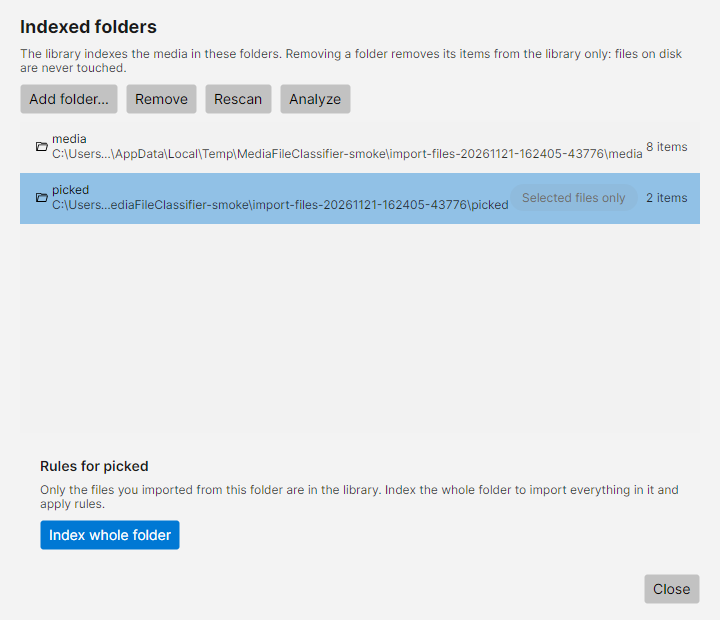 Indexed folders
The library indexes the media in these folders. Removing a folder removes its items from the library only: files on disk
are never touched.
Add folder... Remove Rescan Analyze
media
C:\Users...\AppData\Local\Temp\MediaFileClassifier-smoke\import-files-20261121-162405-43776\media 8 items
picked
C:\Users...ediaFileClassifier-smoke\import-files-20261121-162405-43776\picked Selected files only 2 items
Rules for picked
Only the files you imported from this folder are in the library. Index the whole folder to import everything in it and
apply rules.
Index whole folder
Close